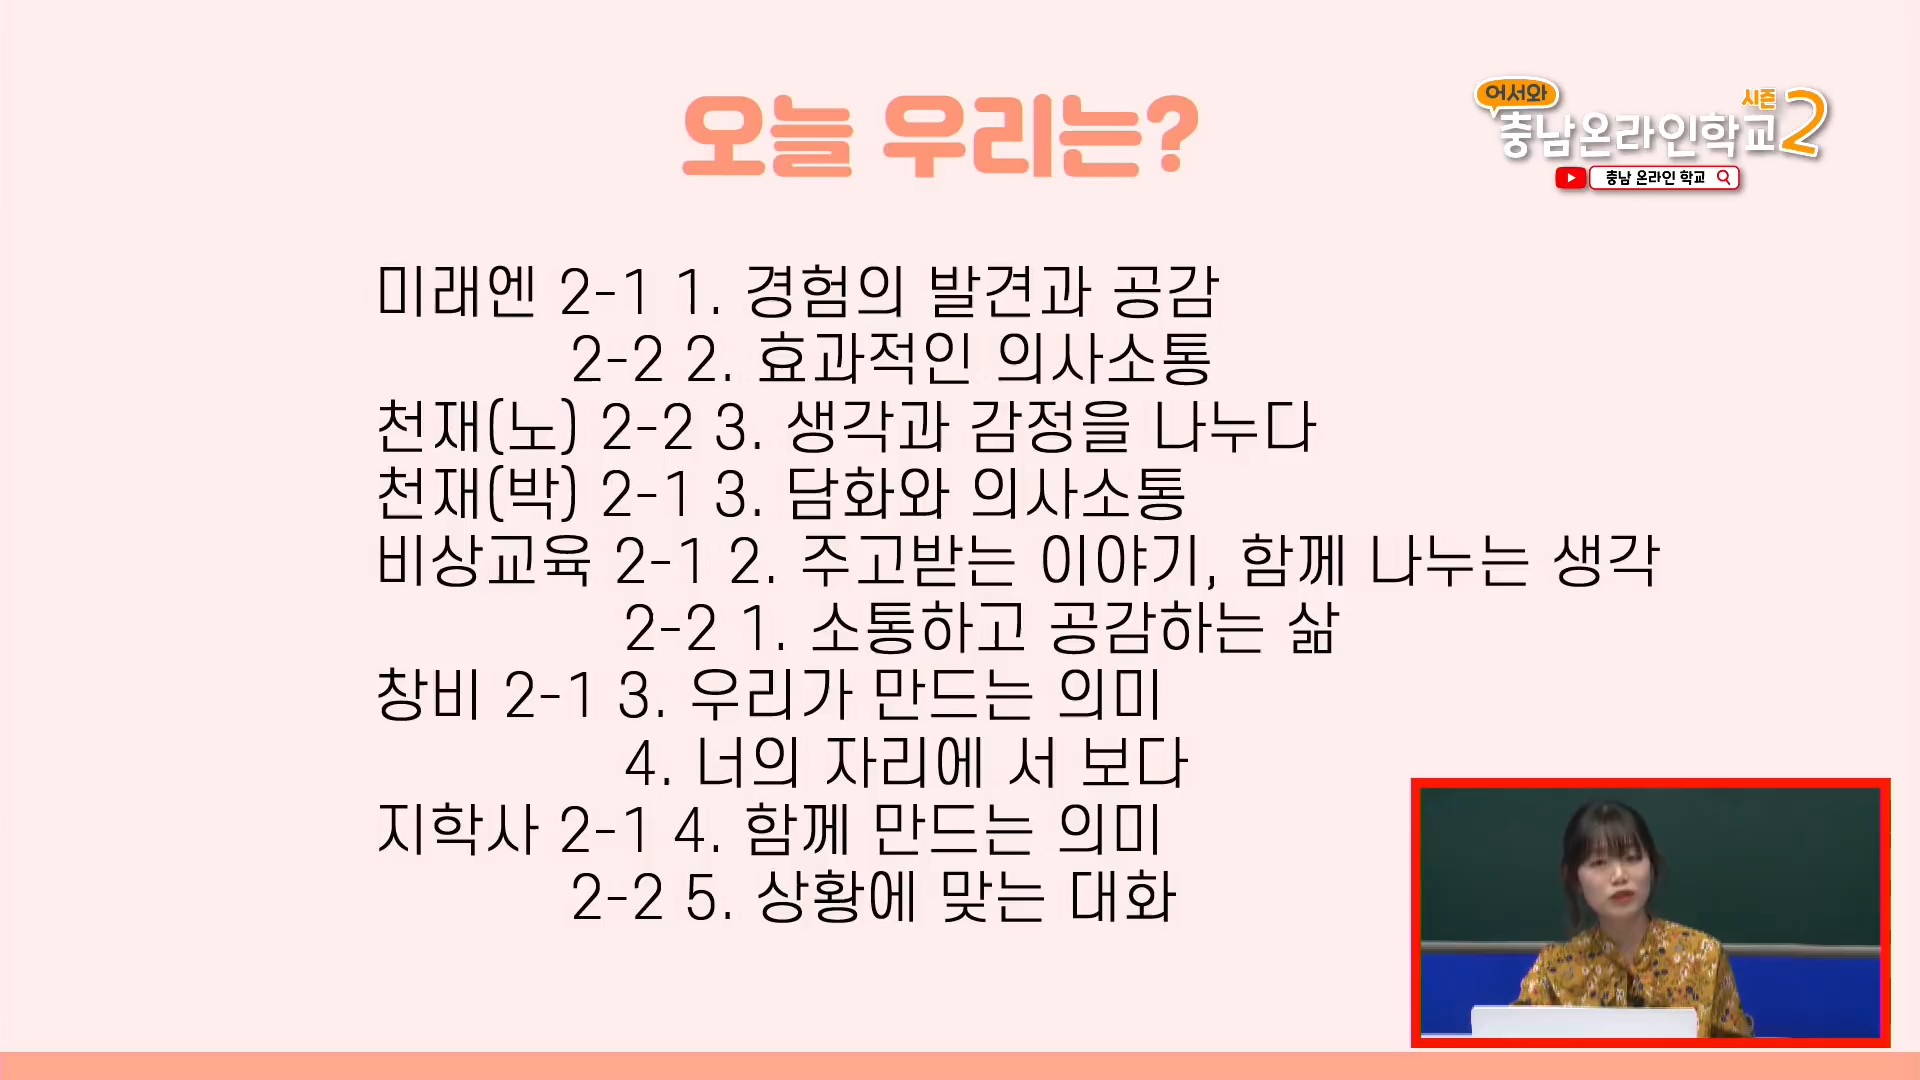 오늘 우리는?
어서와
시즌2
충남온라인학교
충남 온라인 학교
미래엔 2-1 1. 경험의 발견과 공감
2-2 2. 효과적인 의사소통
천재(노) 2-2 3. 생각과 감정을 나누다
천재(박) 2-1 3. 담화와 의사소통
비상교육 2-1 2. 주고받는 이야기, 함께 나누는 생각
2-2 1. 소통하고 공감하는 삶
창비 2-1 3. 우리가 만드는 의미
4. 너의 자리에 서 보다
지학사 2-1 4. 함께 만드는 의미
2-2 5. 상황에 맞는 대화